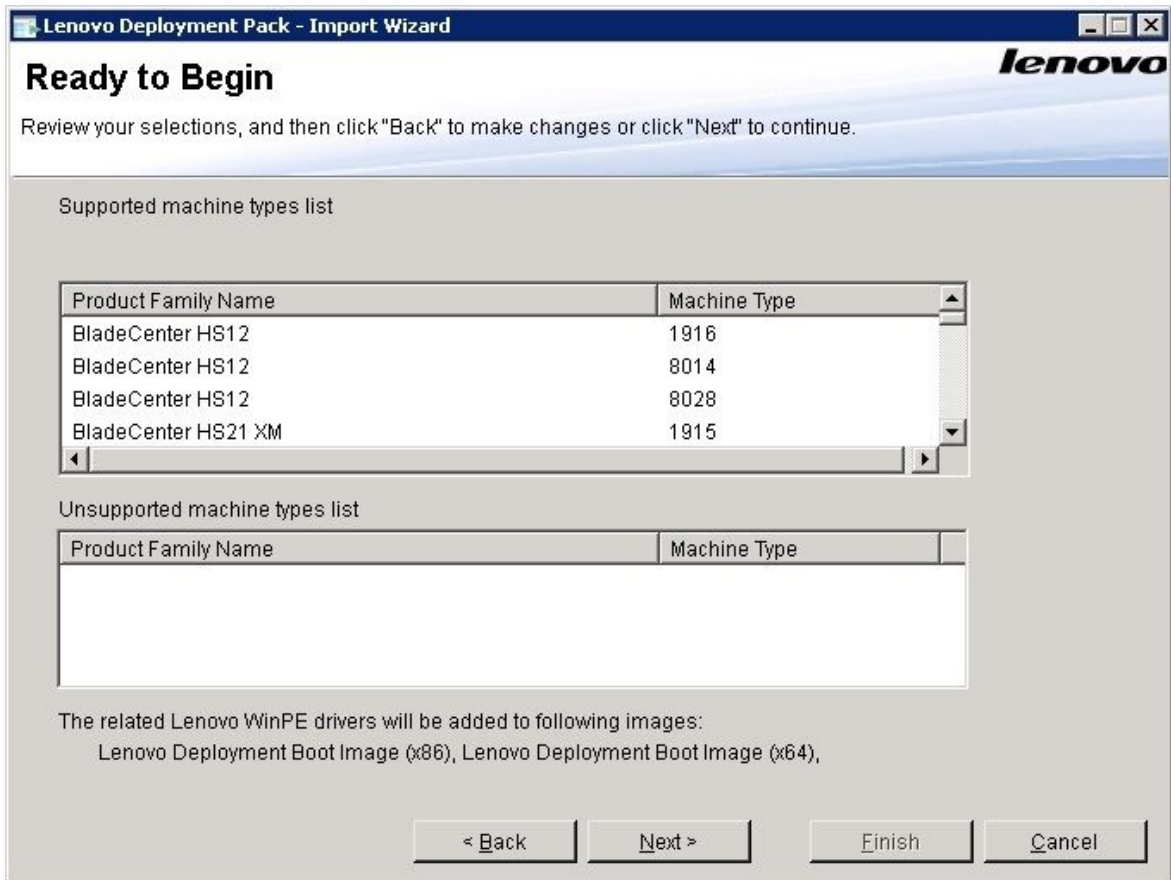 Lenovo Deployment Pack - Import Wizard
lenovo
Ready to Begin
Review your selections, and then click "Back" to make changes or click "Next" to continue.
Supported machine types list
Product Family Name Machine Type
BladeCenter HS12 1916
BladeCenter HS12 8014
BladeCenter HS12 8028
BladeCenter HS21 XM 1915
Unsupported machine types list
Product Family Name Machine Type
The related Lenovo WinPE drivers will be added to following images:
Lenovo Deployment Boot Image (x86), Lenovo Deployment Boot Image (x64),
< Back Next > Finish Cancel